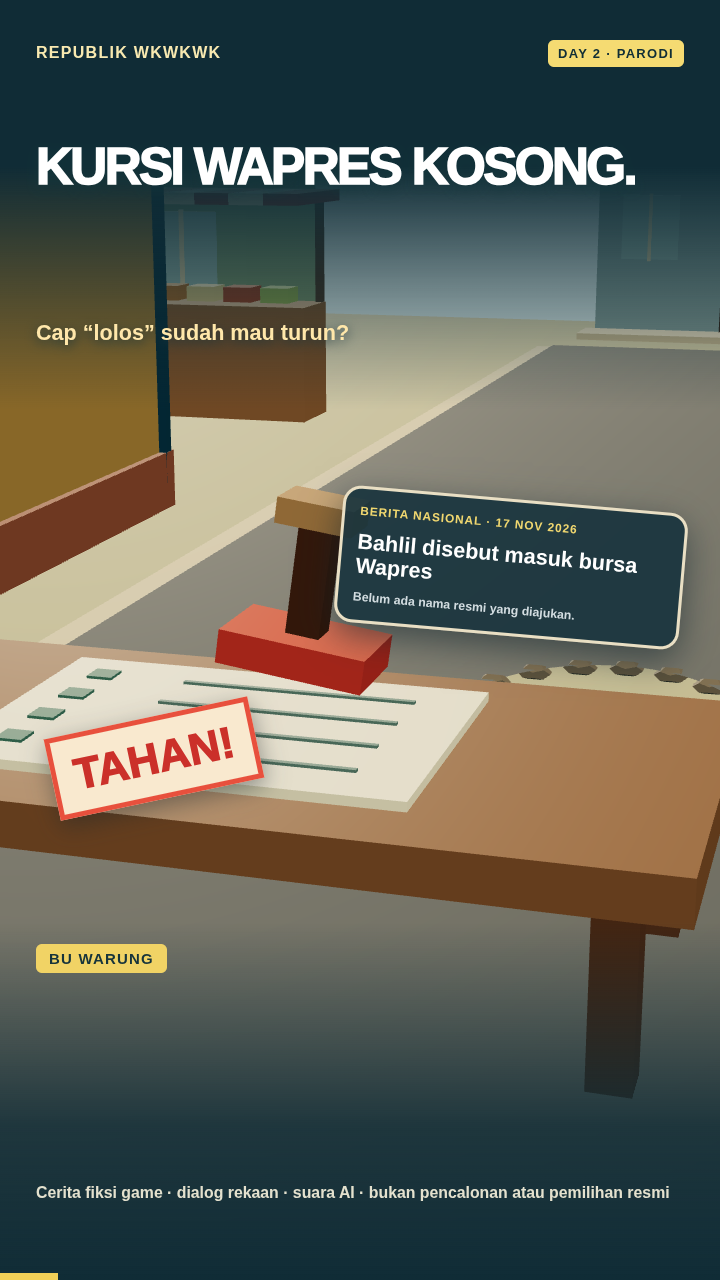 REPUBLIK WKWKWK
DAY 2 · PARODI
KURSI WAPRES KOSONG.
Cap “lolos” sudah mau turun?
BERITA NASIONAL · 17 NOV 2026
Bahlil disebut masuk bursa
Wapres
Belum ada nama resmi yang diajukan.
TAHAN!
BU WARUNG
Cerita fiksi game · dialog rekaan · suara AI · bukan pencalonan atau pemilihan resmi